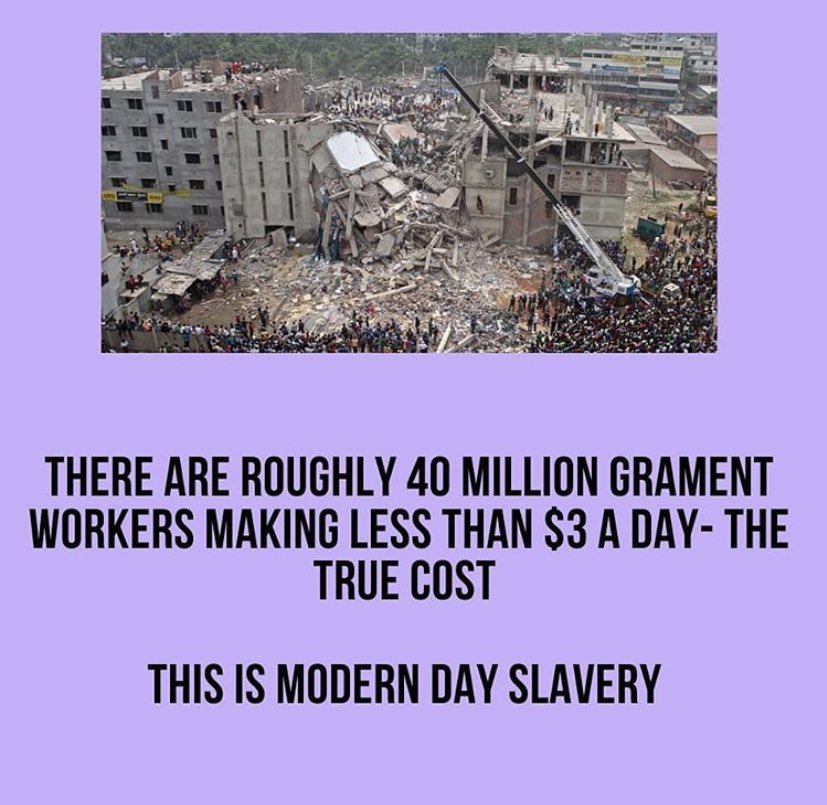 THERE ARE ROUGHLY 40 MILLION GRAMENT
WORKERS MAKING LESS THAN $3 A DAY- THE
TRUE COST
THIS IS MODERN DAY SLAVERY